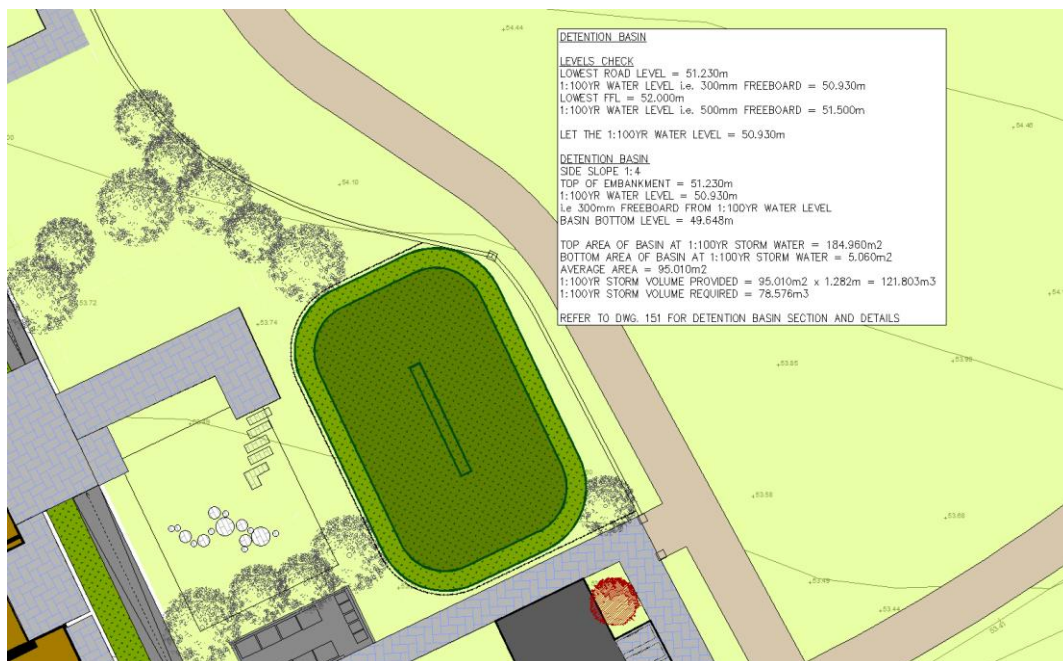 DETENTION BASIN
LEVELS CHECK
LOWEST ROAD LEVEL = 51.230m
1:100YR WATER LEVEL i.e. 300mm FREEBOARD = 50.930m
LOWEST FFL = 52.000m
1:100YR WATER LEVEL i.e. 500mm FREEBOARD = 51.500m
LET THE 1:100YR WATER LEVEL = 50.930m
DETENTION BASIN
SIDE SLOPE 1:4
TOP OF EMBANKMENT = 51.230m
1:100YR WATER LEVEL = 50.930m
i.e 300mm FREEBOARD FROM 1:100YR WATER LEVEL
BASIN BOTTOM LEVEL = 49.648m
TOP AREA OF BASIN AT 1:100YR STORM WATER = 184.960m2
BOTTOM AREA OF BASIN AT 1:100YR STORM WATER = 5.060m2
AVERAGE AREA = 95.010m2
1:100YR STORM VOLUME PROVIDED = 95.010m2 x 1.282m = 121.803m3
1:100YR STORM VOLUME REQUIRED = 78.576m3
REFER TO DWG. 151 FOR DETENTION BASIN SECTION AND DETAILS
54.44
54.46
54.10
53.72
53.74
53.85
53.58
53.68
53.49
53.44
53.41